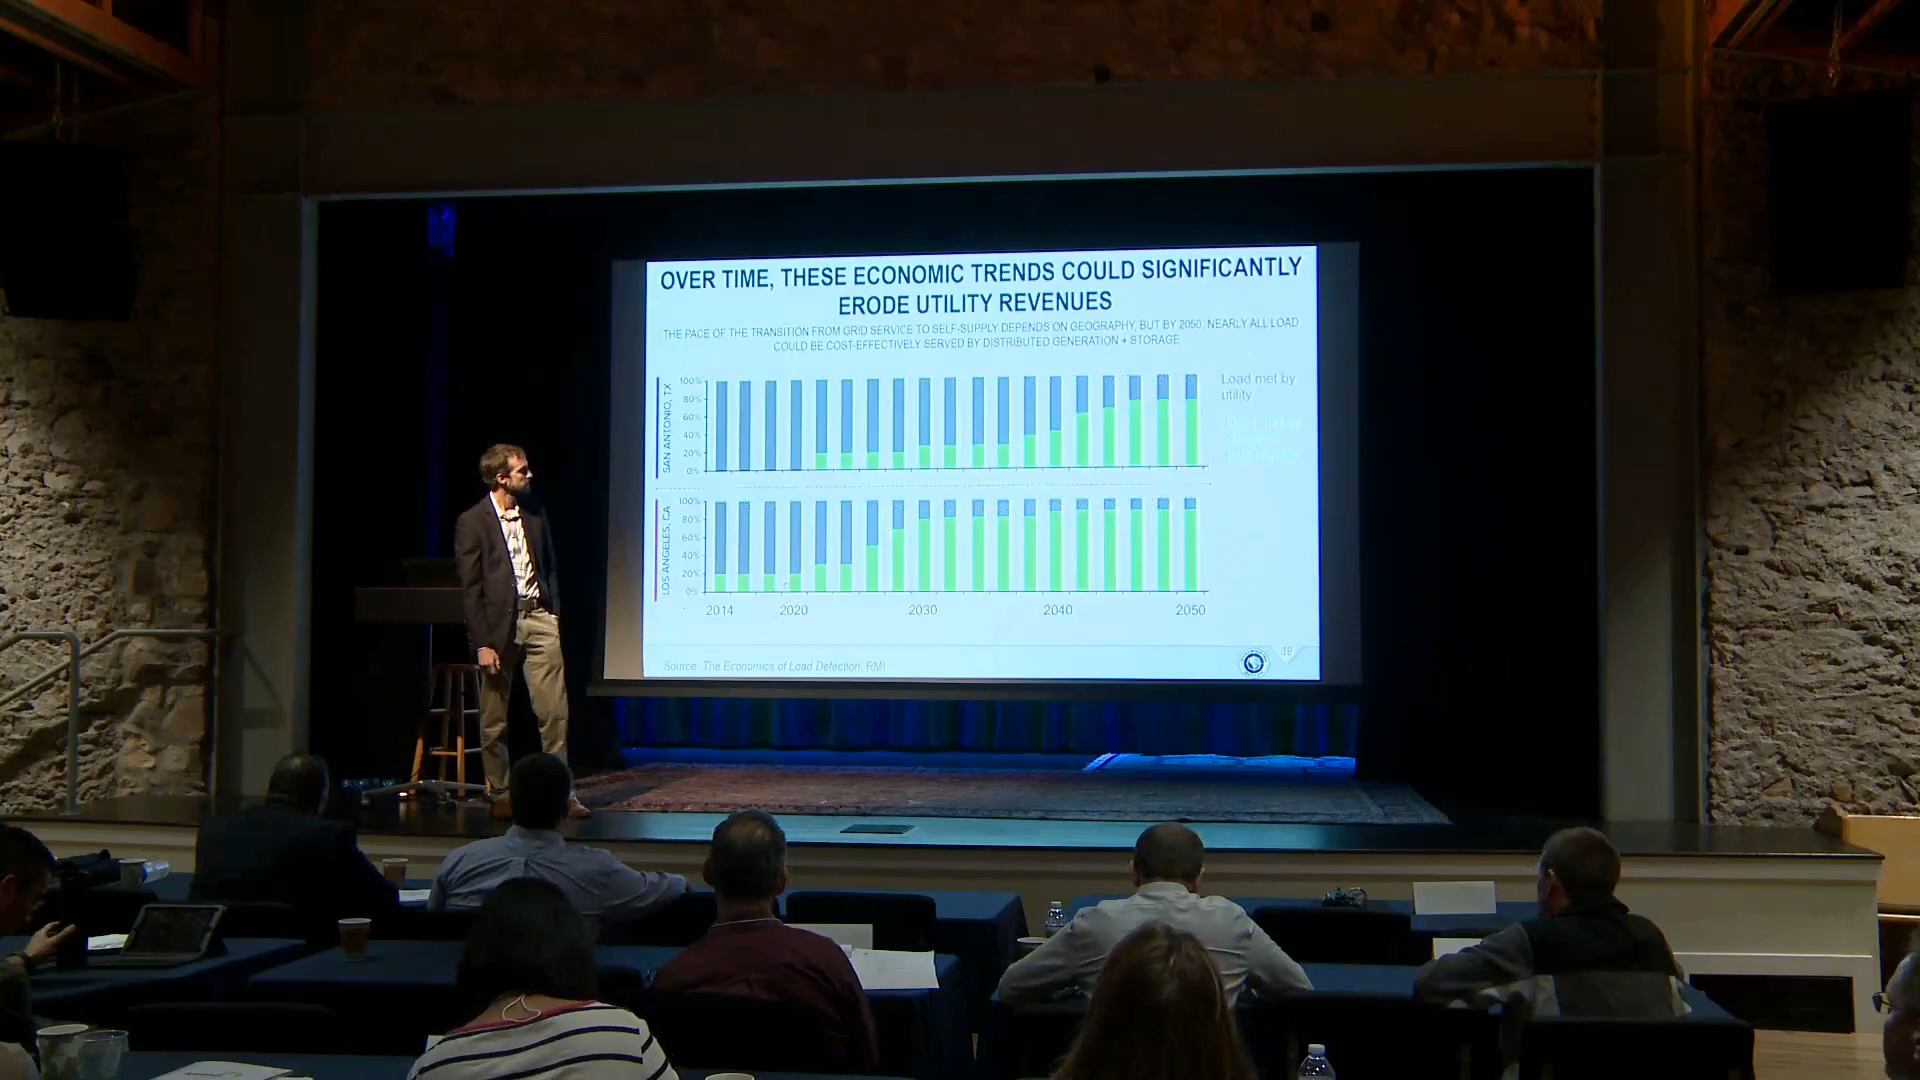 OVER TIME, THESE ECONOMIC TRENDS COULD SIGNIFICANTLY
ERODE UTILITY REVENUES
THE PACE OF THE TRANSITION FROM GRID SERVICE TO SELF-SUPPLY DEPENDS ON GEOGRAPHY, BUT BY 2050, NEARLY ALL LOAD
COULD BE COST-EFFECTIVELY SERVED BY DISTRIBUTED GENERATION + STORAGE
SAN ANTONIO, TX
100%
80%
60%
40%
20%
0%
Load met by
utility
LOS ANGELES, CA
100%
80%
60%
40%
20%
0%
2014 2020 2030 2040 2050
Source: The Economics of Load Defection, RMI